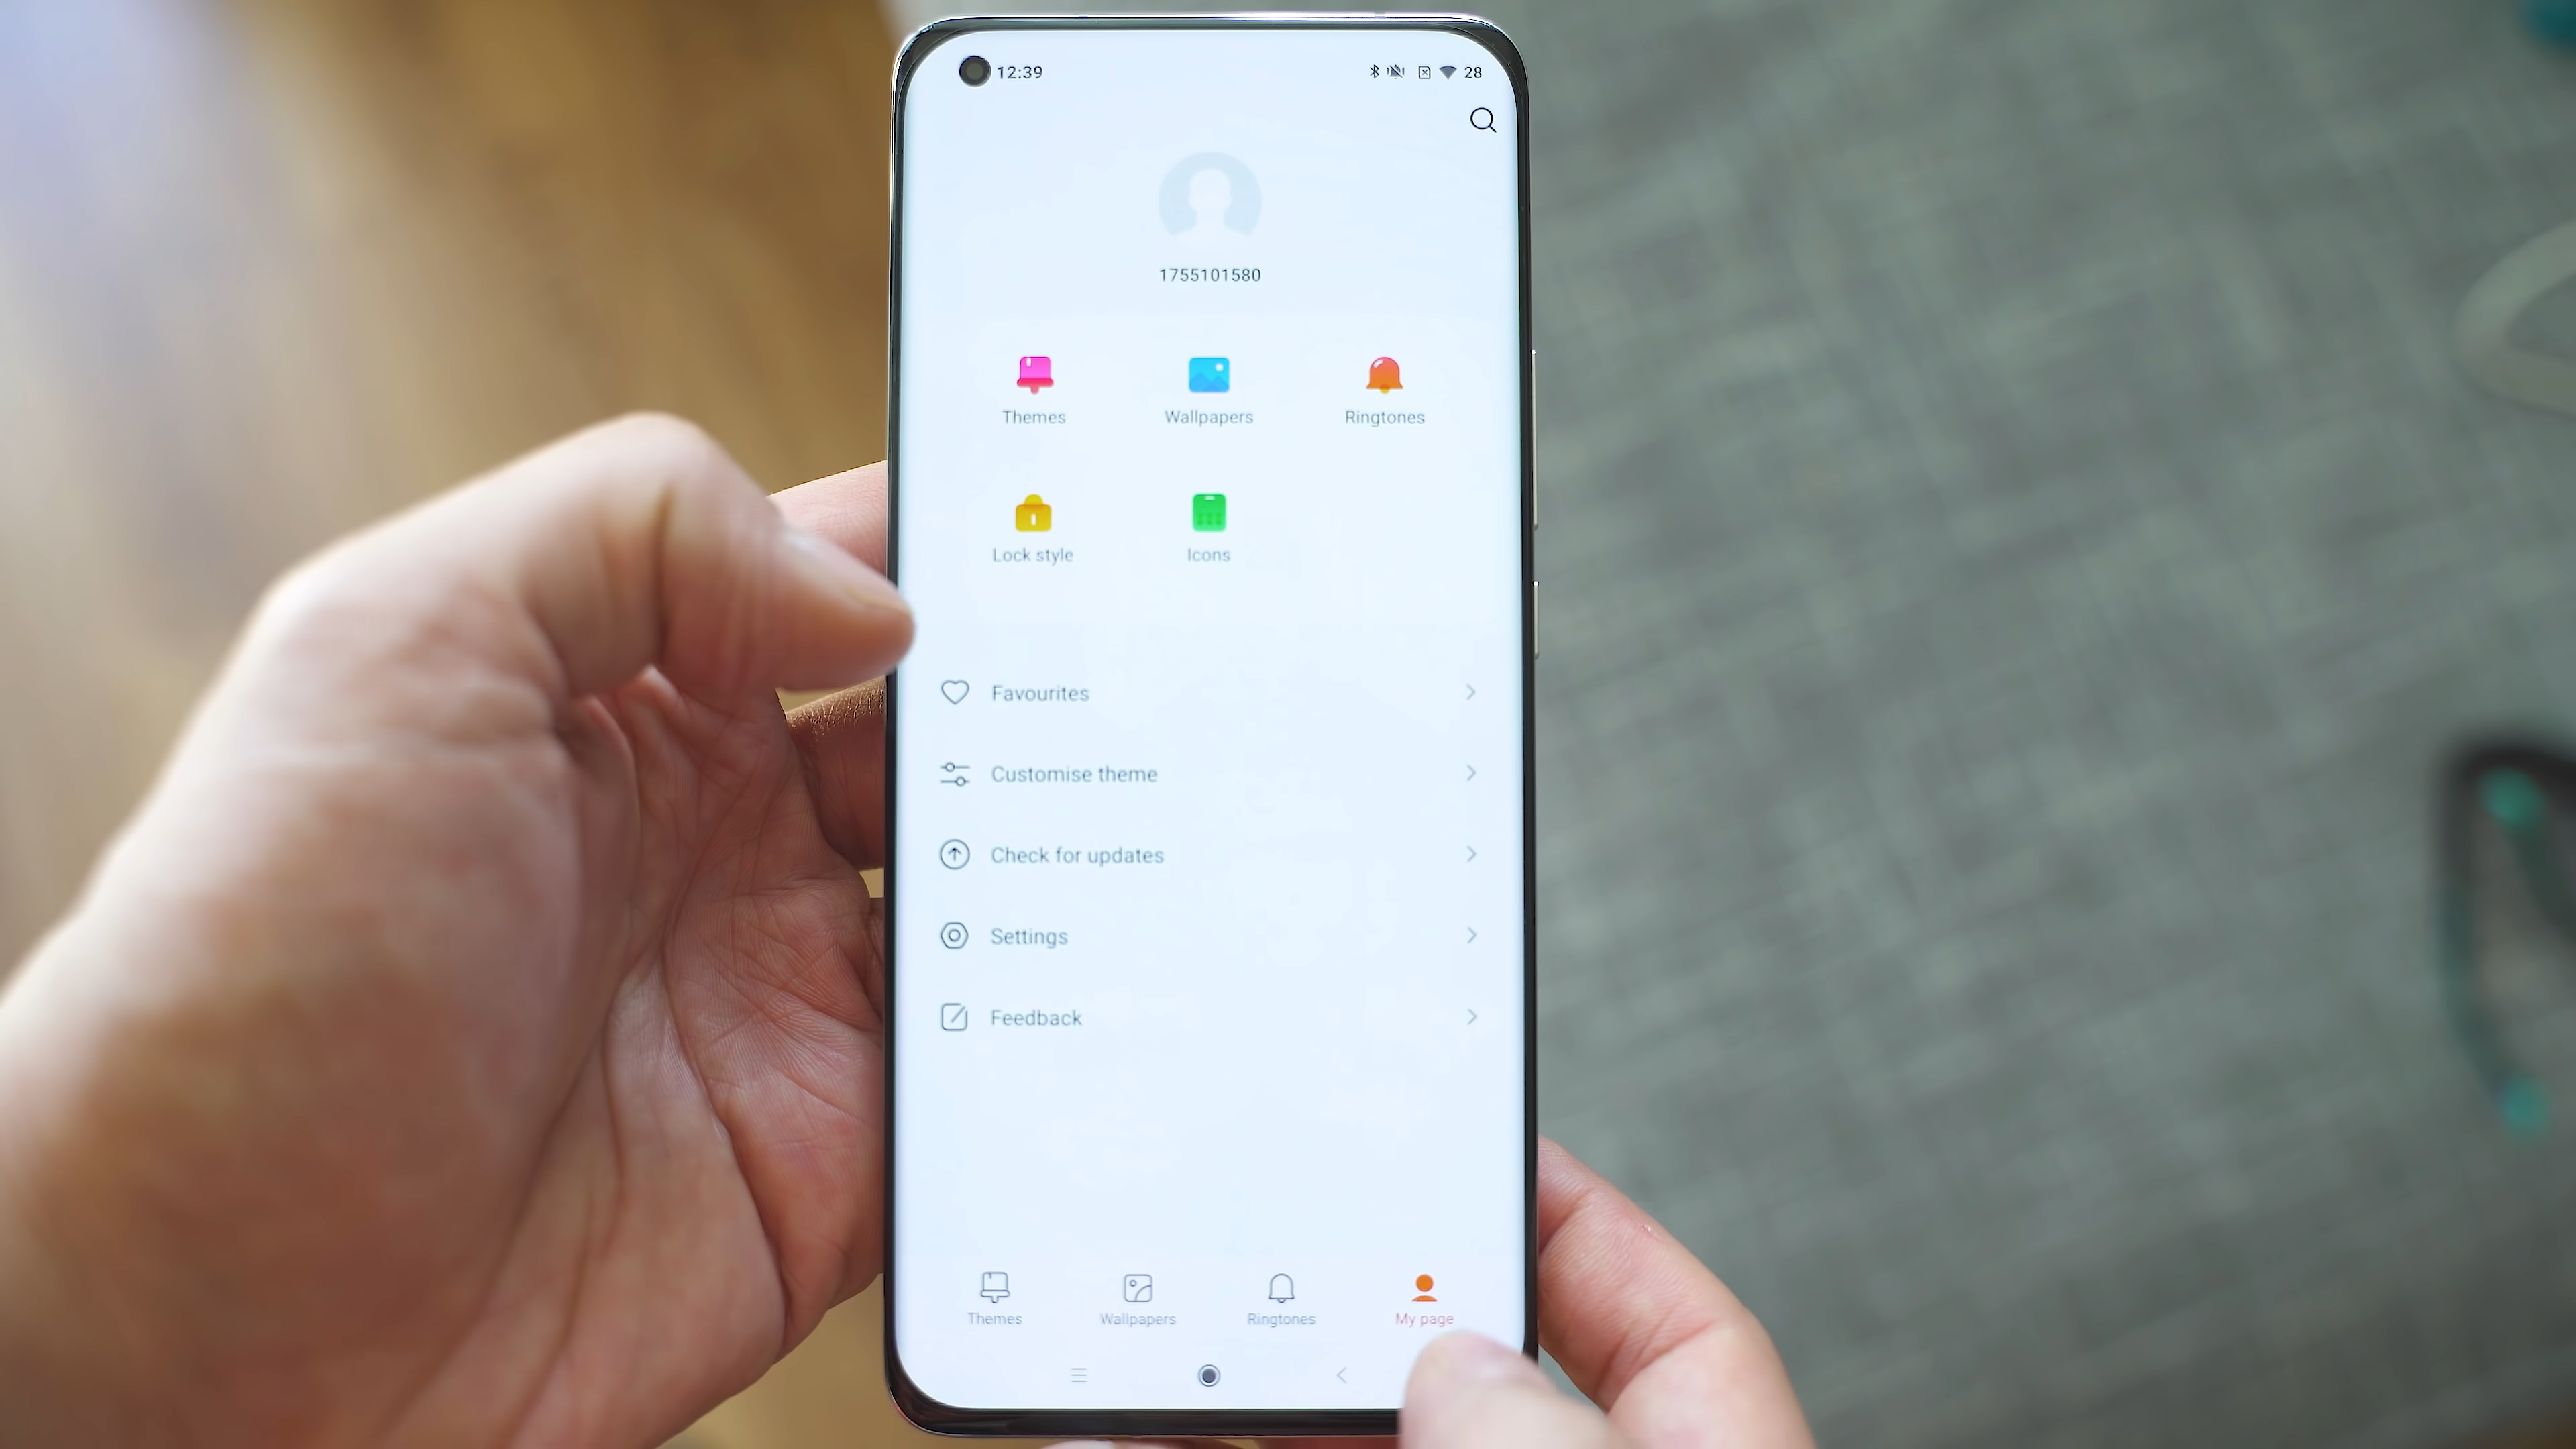 12:39 28
1755101580
Themes Wallpapers Ringtones
Lock style Icons
Favourites
Customise theme
Check for updates
Settings
Feedback
Themes Wallpapers Ringtones My page